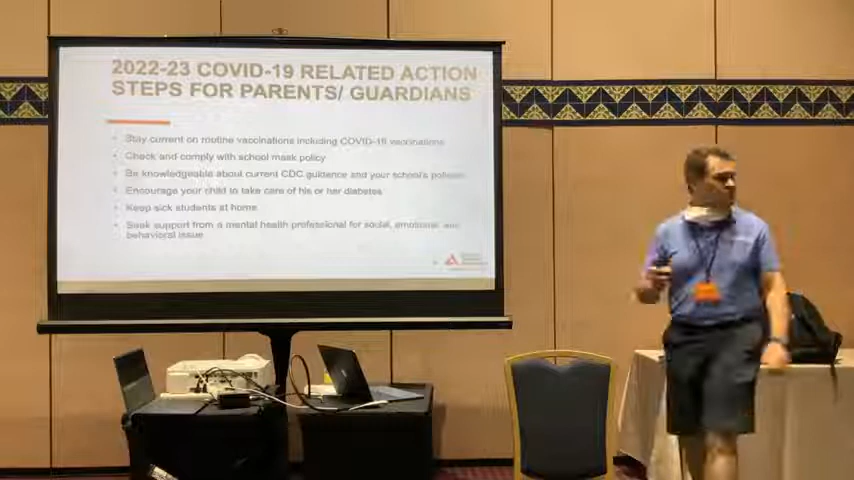 2022-23 COVID-19 RELATED ACTION
STEPS FOR PARENTS/ GUARDIANS
• Stay current on routine vaccinations including COVID-19 vaccinations
• Check and comply with school mask policy
• Be knowledgeable about current CDC guidance and your school's policies
• Encourage your child to take care of his or her diabetes
• Keep sick students at home
• Seek support from a mental health professional for social, emotional, and
behavioral issue